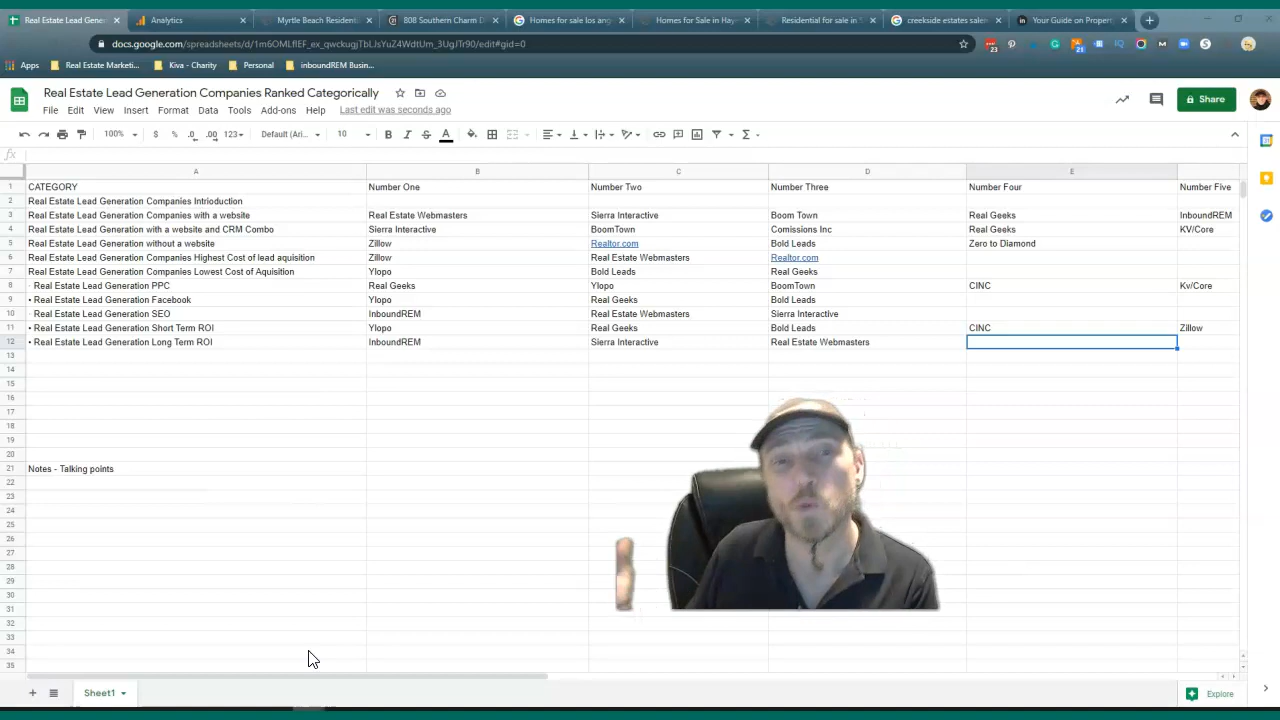 Real Estate Lead Gener
Analytics
Myrtle Beach Residenti
808 Southern Charm D
Homes for sale los ang
Homes for Sale in Hay
Residential for sale in
creekside estates salen
Your Guide on Propert
docs.google.com/spreadsheets/d/1m6OMLflEF_ex_qwckugjTbLJsYuZ4WdtUm_3UgJTr90/edit#gid=0
23
21
Apps
Real Estate Marketi...
Kiva - Charity
Personal
inboundREM Busin...
Real Estate Lead Generation Companies Ranked Categorically
File Edit View Insert Format Data Tools Add-ons Help Last edit was seconds ago
Share
100% $ % .0 .00 123 Default (Ari... 10 B I S A
fx
A B C D E
1 CATEGORY Number One Number Two Number Three Number Four Number Five
2 Real Estate Lead Generation Companies Intriduction
3 Real Estate Lead Generation Companies with a website Real Estate Webmasters Sierra Interactive Boom Town Real Geeks InboundREM
4 Real Estate Lead Generation with a website and CRM Combo Sierra Interactive BoomTown Comissions Inc Real Geeks KV/Core
5 Real Estate Lead Generation without a website Zillow Realtor.com Bold Leads Zero to Diamond
6 Real Estate Lead Generation Companies Highest Cost of lead aquisition Zillow Real Estate Webmasters Realtor.com
7 Real Estate Lead Generation Companies Lowest Cost of Aquisition Ylopo Bold Leads Real Geeks
8 Real Estate Lead Generation PPC Real Geeks Ylopo BoomTown CINC Kv/Core
9 • Real Estate Lead Generation Facebook Ylopo Real Geeks Bold Leads
10 Real Estate Lead Generation SEO InboundREM Real Estate Webmasters Sierra Interactive
11 • Real Estate Lead Generation Short Term ROI Ylopo Real Geeks Bold Leads CINC Zillow
12 • Real Estate Lead Generation Long Term ROI InboundREM Sierra Interactive Real Estate Webmasters
13
14
15
16
17
18
19
20
21 Notes - Talking points
22
23
24
25
26
27
28
29
30
31
32
33
34
35
Sheet1
Explore